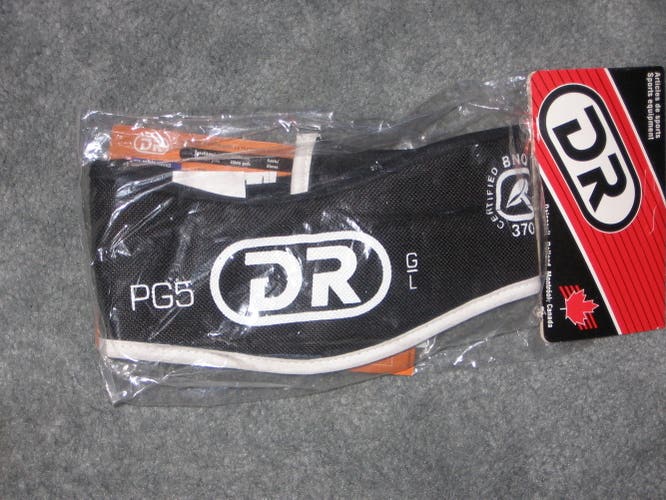 PG5
DR
G
L
CERTIFIED BNQ
370
DR
Articles de sports
Sports equipment
DR
Montréal, Canada